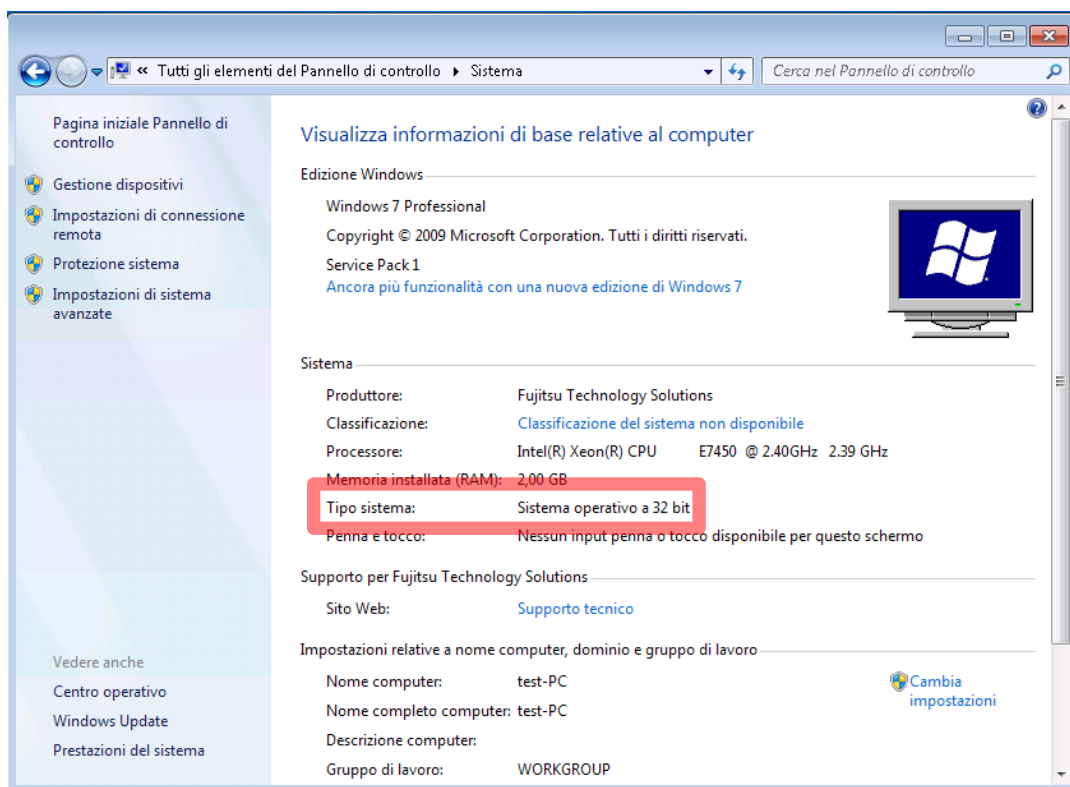 « Tutti gli elementi del Pannello di controllo ▸ Sistema
Cerca nel Pannello di controllo
Pagina iniziale Pannello di
controllo
Gestione dispositivi
Impostazioni di connessione
remota
Protezione sistema
Impostazioni di sistema
avanzate
Vedere anche
Centro operativo
Windows Update
Prestazioni del sistema
Visualizza informazioni di base relative al computer
Edizione Windows
Windows 7 Professional
Copyright © 2009 Microsoft Corporation. Tutti i diritti riservati.
Service Pack 1
Ancora più funzionalità con una nuova edizione di Windows 7
Sistema
Produttore: Fujitsu Technology Solutions
Classificazione: Classificazione del sistema non disponibile
Processore: Intel(R) Xeon(R) CPU E7450 @ 2.40GHz 2.39 GHz
Memoria installata (RAM): 2,00 GB
Tipo sistema: Sistema operativo a 32 bit
Penna e tocco: Nessun input penna o tocco disponibile per questo schermo
Supporto per Fujitsu Technology Solutions
Sito Web: Supporto tecnico
Impostazioni relative a nome computer, dominio e gruppo di lavoro
Nome computer: test-PC
Cambia
impostazioni
Nome completo computer: test-PC
Descrizione computer:
Gruppo di lavoro: WORKGROUP